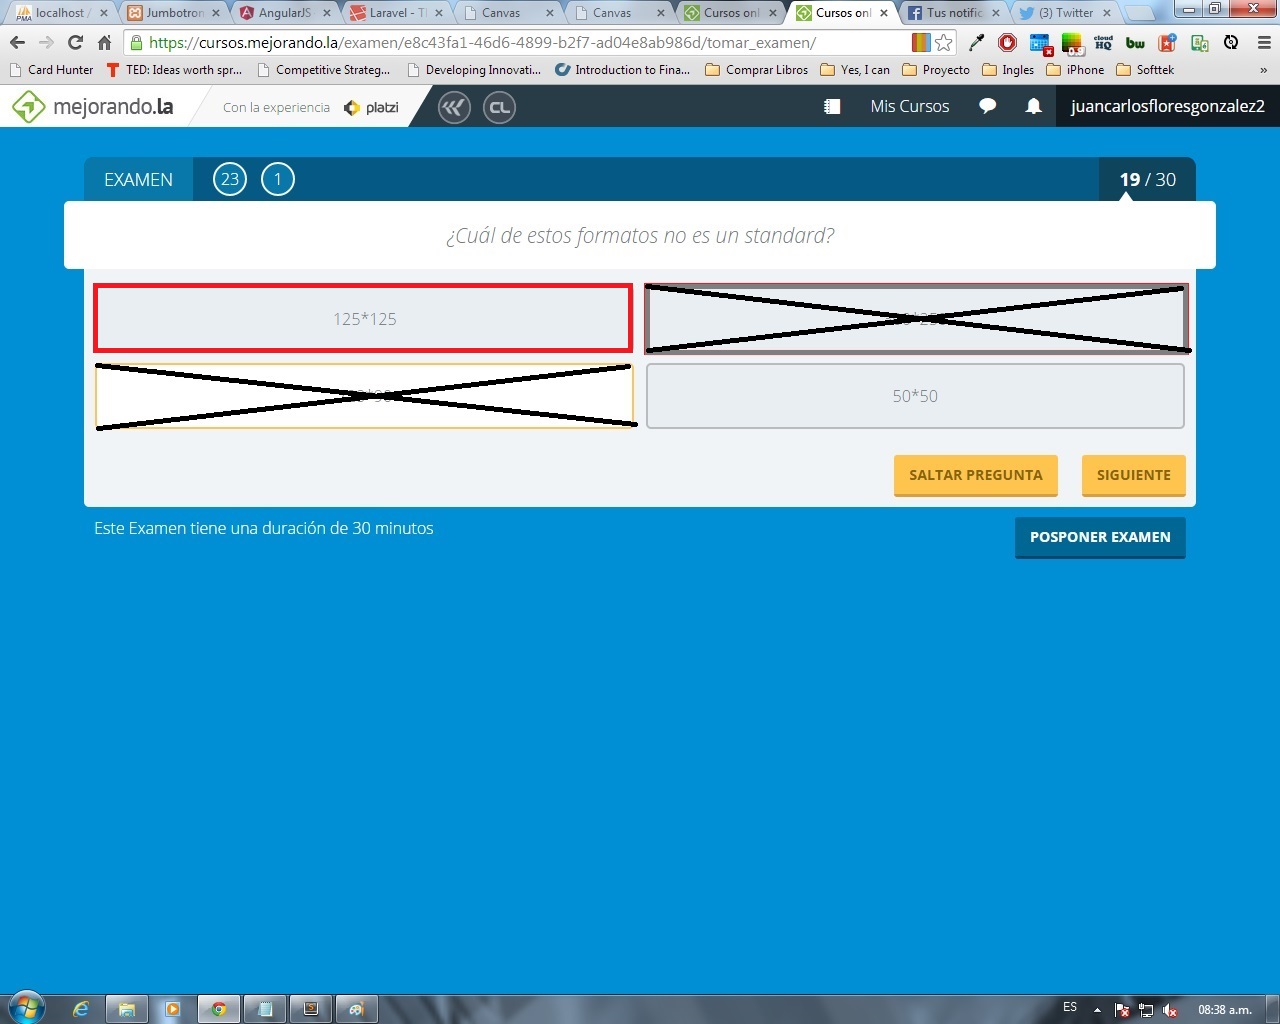 localhost / Jumbotron AngularJS Laravel - Th Canvas Canvas Cursos onl Cursos onl Tus notific (3) Twitter
https://cursos.mejorando.la/examen/e8c43fa1-46d6-4899-b2f7-ad04e8ab986d/tomar_examen/
Card Hunter TED: Ideas worth spr... Competitive Strateg... Developing Innovati... Introduction to Fina... Comprar Libros Yes, I can Proyecto Ingles iPhone Softtek »
mejorando.la Con la experiencia platzi CL Mis Cursos juancarlosfloresgonzalez2
EXAMEN 23 1 19 / 30
¿Cuál de estos formatos no es un standard?
125*125
50*50
SALTAR PREGUNTA SIGUIENTE
Este Examen tiene una duración de 30 minutos
POSPONER EXAMEN
ES 08:38 a.m.